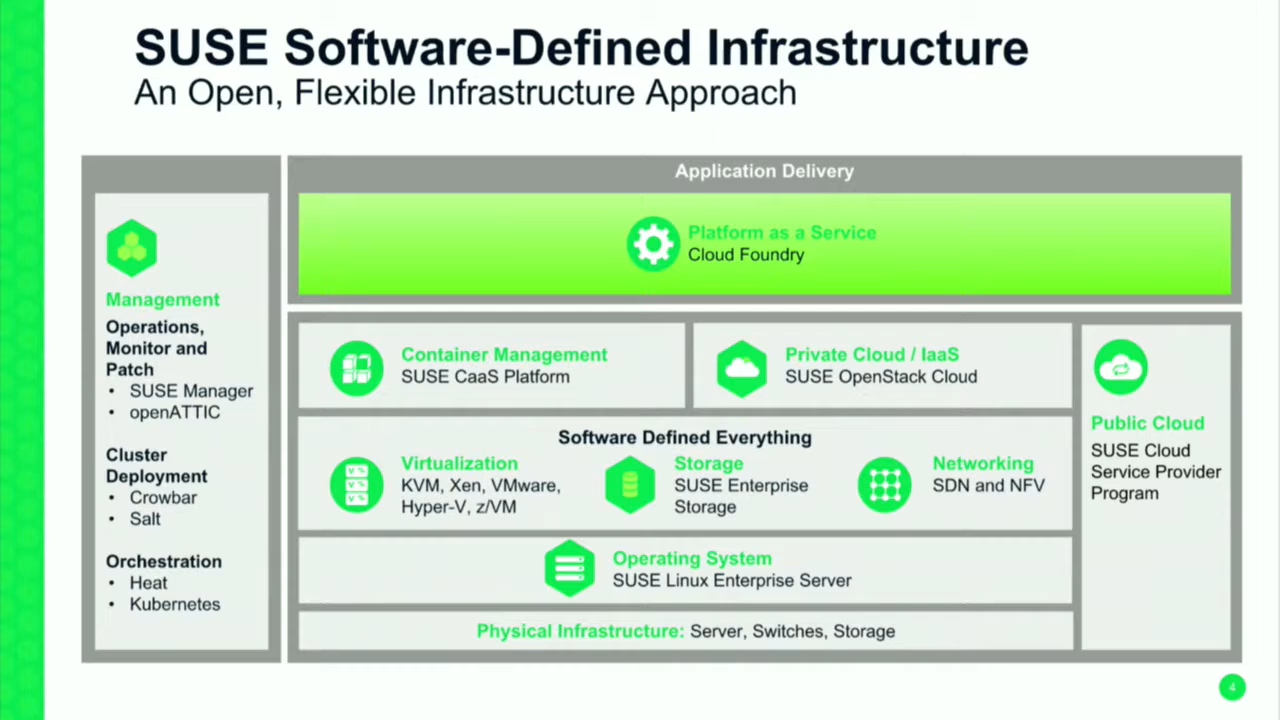 SUSE Software-Defined Infrastructure
An Open, Flexible Infrastructure Approach
Management
Operations,
Monitor and
Patch
• SUSE Manager
• openATTIC
Cluster
Deployment
• Crowbar
• Salt
Orchestration
• Heat
• Kubernetes
Application Delivery
Platform as a Service
Cloud Foundry
Container Management
SUSE CaaS Platform
Private Cloud / IaaS
SUSE OpenStack Cloud
Software Defined Everything
Virtualization
KVM, Xen, VMware,
Hyper-V, z/VM
Storage
SUSE Enterprise
Storage
Networking
SDN and NFV
Operating System
SUSE Linux Enterprise Server
Physical Infrastructure: Server, Switches, Storage
Public Cloud
SUSE Cloud
Service Provider
Program
4